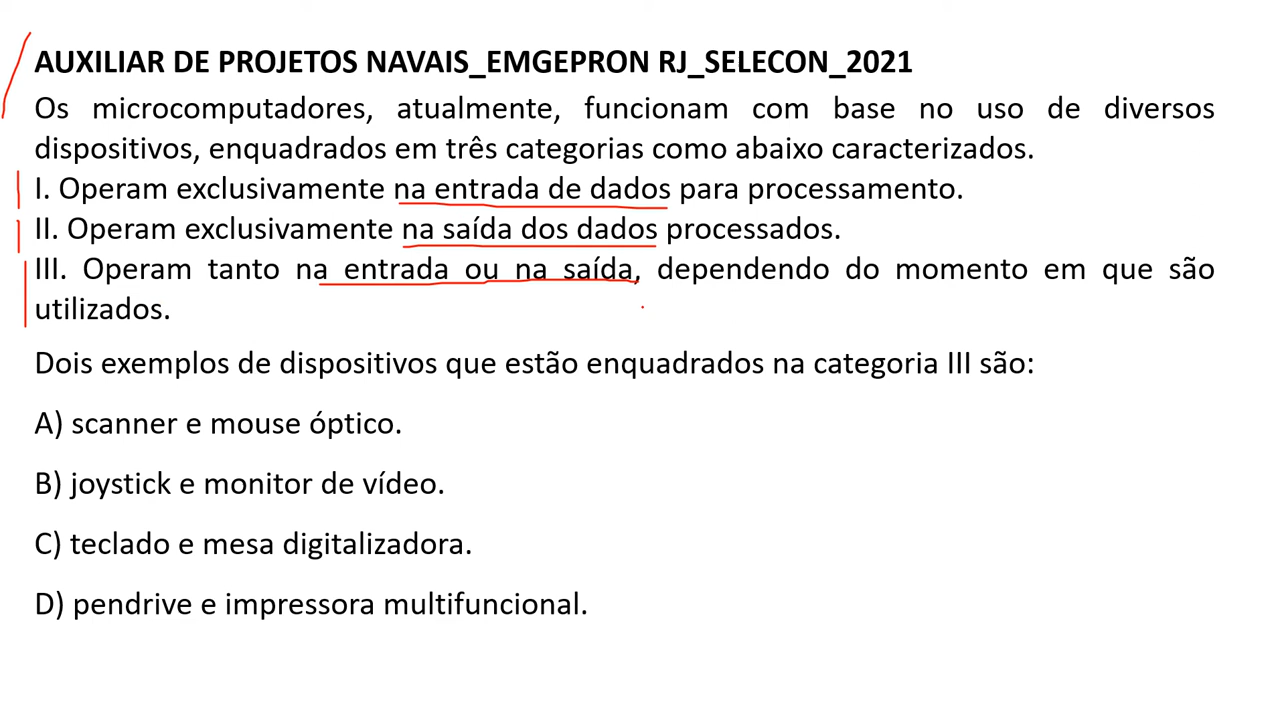 AUXILIAR DE PROJETOS NAVAIS_EMGEPRON RJ_SELECON_2021
Os microcomputadores, atualmente, funcionam com base no uso de diversos
dispositivos, enquadrados em três categorias como abaixo caracterizados.
I. Operam exclusivamente na entrada de dados para processamento.
II. Operam exclusivamente na saída dos dados processados.
III. Operam tanto na entrada ou na saída, dependendo do momento em que são
utilizados.
Dois exemplos de dispositivos que estão enquadrados na categoria III são:
A) scanner e mouse óptico.
B) joystick e monitor de vídeo.
C) teclado e mesa digitalizadora.
D) pendrive e impressora multifuncional.